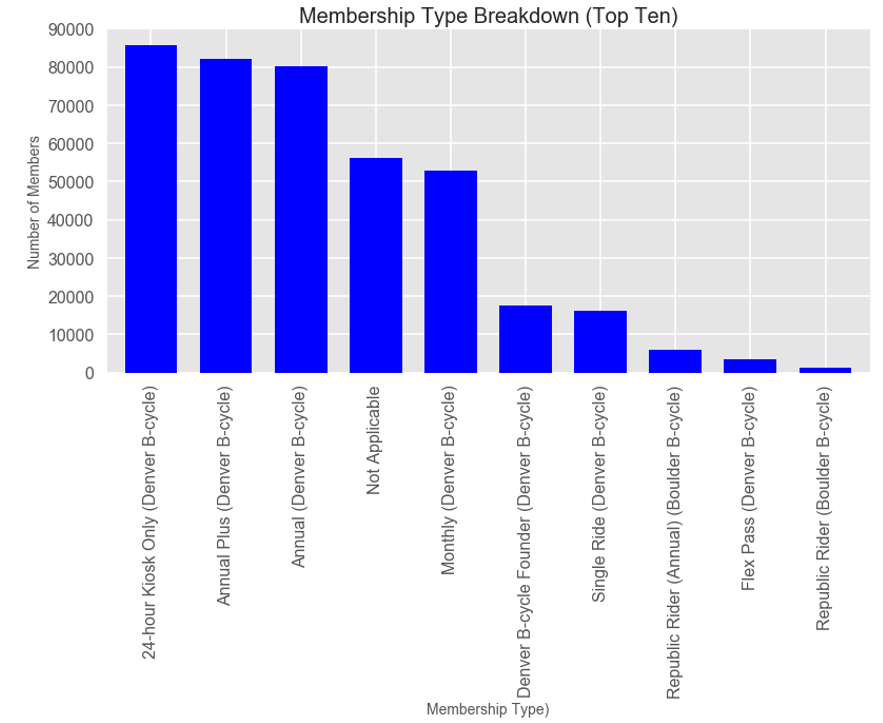 Membership Type Breakdown (Top Ten)
Number of Members
90000
80000
70000
60000
50000
40000
30000
20000
10000
0
24-hour Kiosk Only (Denver B-cycle)
Annual Plus (Denver B-cycle)
Annual (Denver B-cycle)
Not Applicable
Monthly (Denver B-cycle)
Denver B-cycle Founder (Denver B-cycle)
Single Ride (Denver B-cycle)
Republic Rider (Annual) (Boulder B-cycle)
Flex Pass (Denver B-cycle)
Republic Rider (Boulder B-cycle)
Membership Type)